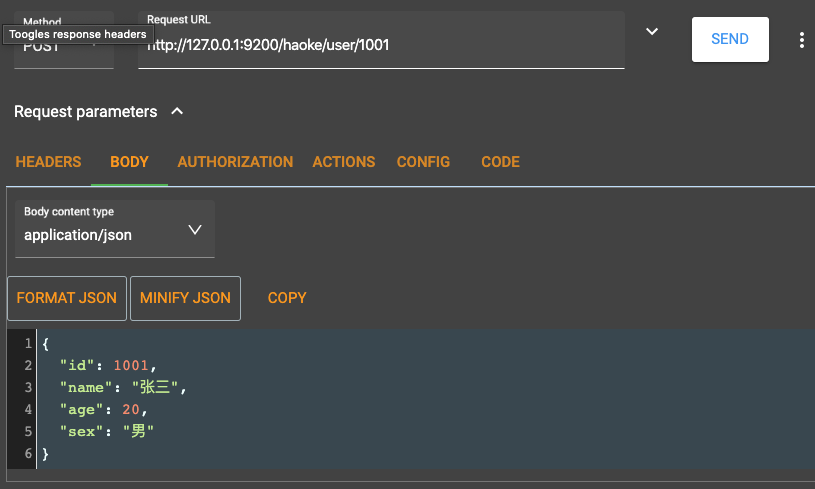 Method
Request URL
Toogles response headers
POST
http://127.0.0.1:9200/haoke/user/1001
SEND
Request parameters
HEADERS BODY AUTHORIZATION ACTIONS CONFIG CODE
Body content type
application/json
FORMAT JSON MINIFY JSON COPY
1 {
2 "id": 1001,
3 "name": "张三",
4 "age": 20,
5 "sex": "男"
6 }